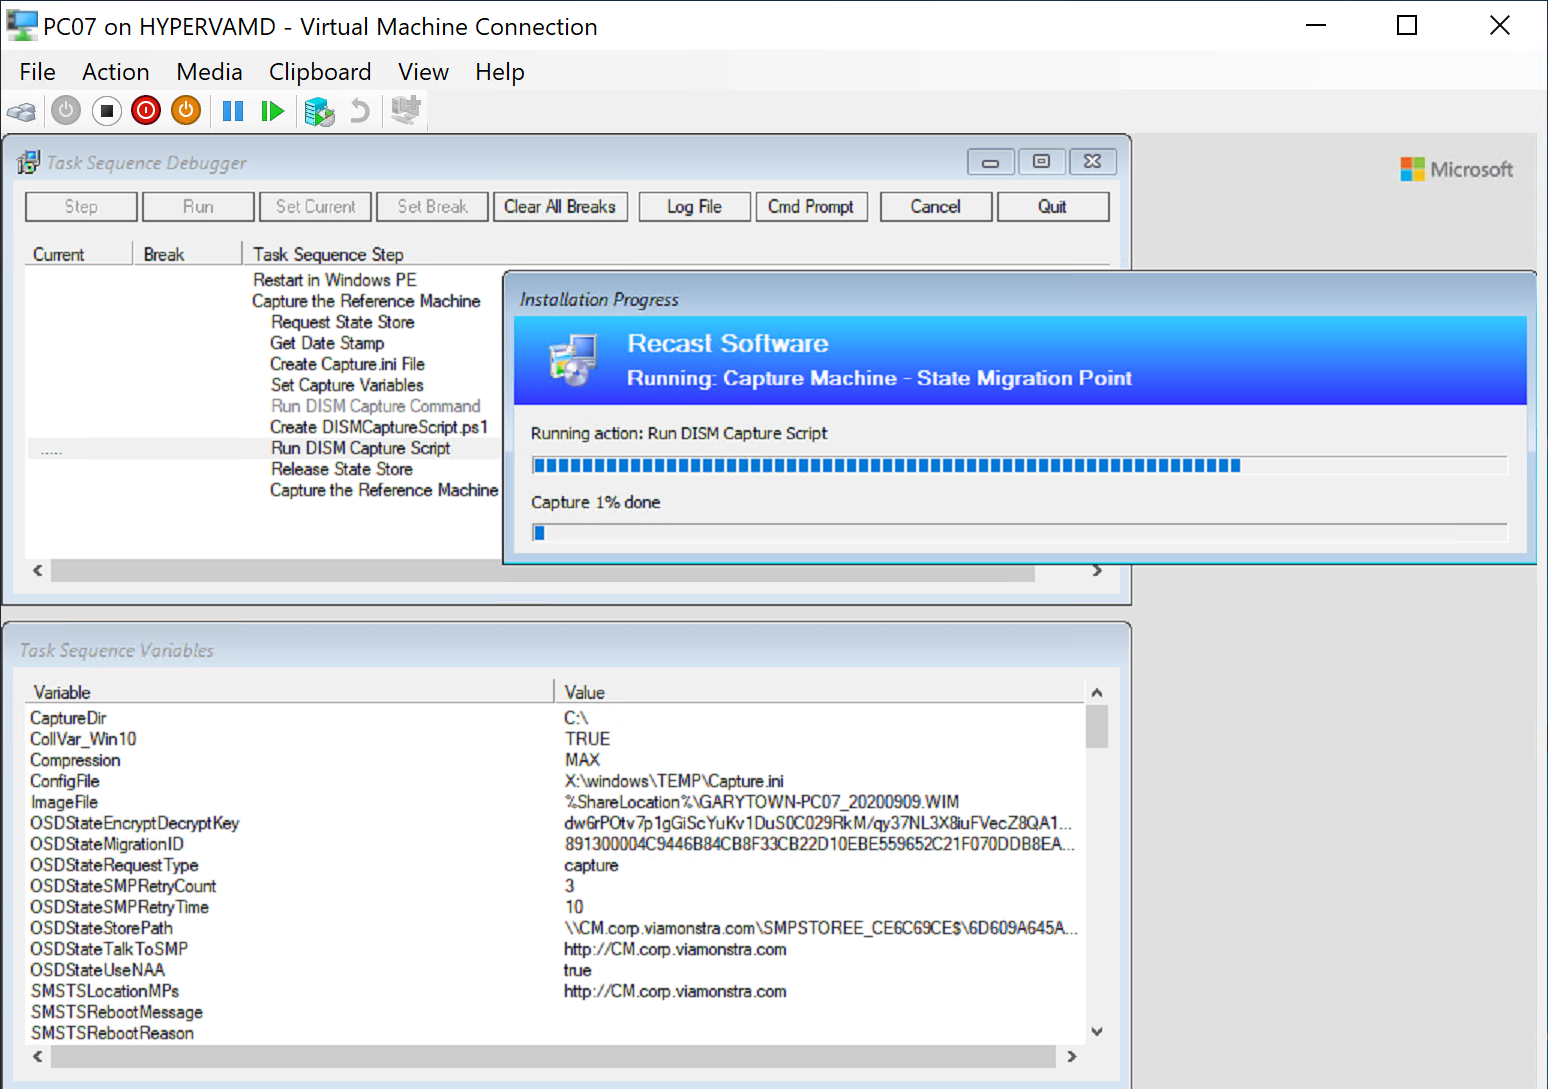 PC07 on HYPERVAMD - Virtual Machine Connection
File Action Media Clipboard View Help
Task Sequence Debugger
Microsoft
Step Run Set Current Set Break Clear All Breaks Log File Cmd Prompt Cancel Quit
Current Break Task Sequence Step
Restart in Windows PE
Capture the Reference Machine
Request State Store
Get Date Stamp
Create Capture.ini File
Set Capture Variables
Run DISM Capture Command
Create DISMCaptureScript.ps1
..... Run DISM Capture Script
Release State Store
Capture the Reference Machine
Installation Progress
Recast Software
Running: Capture Machine - State Migration Point
Running action: Run DISM Capture Script
Capture 1% done
Task Sequence Variables
Variable Value
CaptureDir C:\
CollVar_Win10 TRUE
Compression MAX
ConfigFile X:\windows\TEMP\Capture.ini
ImageFile %ShareLocation%\GARYTOWN-PC07_20200909.WIM
OSDStateEncryptDecryptKey dw6rPOtv7p1gGiScYuKv1DuS0C029RkM/qy37NL3X8iuFVecZ8QA1...
OSDStateMigrationID 891300004C9446B84CB8F33CB22D10EBE559652C21F070DDB8EA...
OSDStateRequestType capture
OSDStateSMPRetryCount 3
OSDStateSMPRetryTime 10
OSDStateStorePath \\CM.corp.viamonstra.com\SMPSTOREE_CE6C69CE$\6D609A645A...
OSDStateTalkToSMP http://CM.corp.viamonstra.com
OSDStateUseNAA true
SMSTSLocationMPs http://CM.corp.viamonstra.com
SMSTSRebootMessage
SMSTSRebootReason